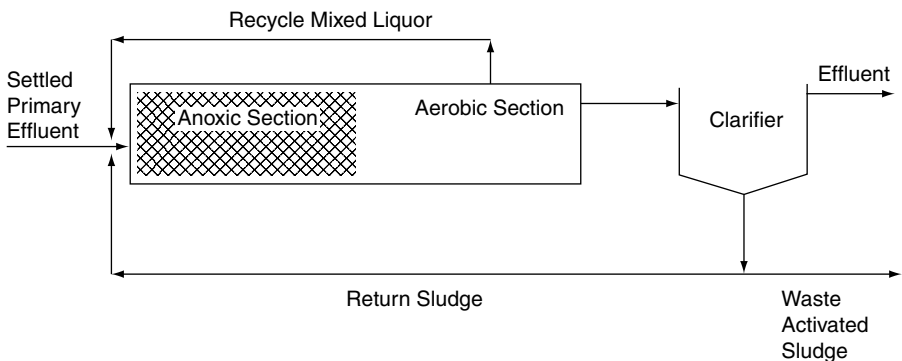 Recycle Mixed Liquor
Settled
Primary
Effluent
Anoxic Section
Aerobic Section
Clarifier
Effluent
Return Sludge
Waste
Activated
Sludge